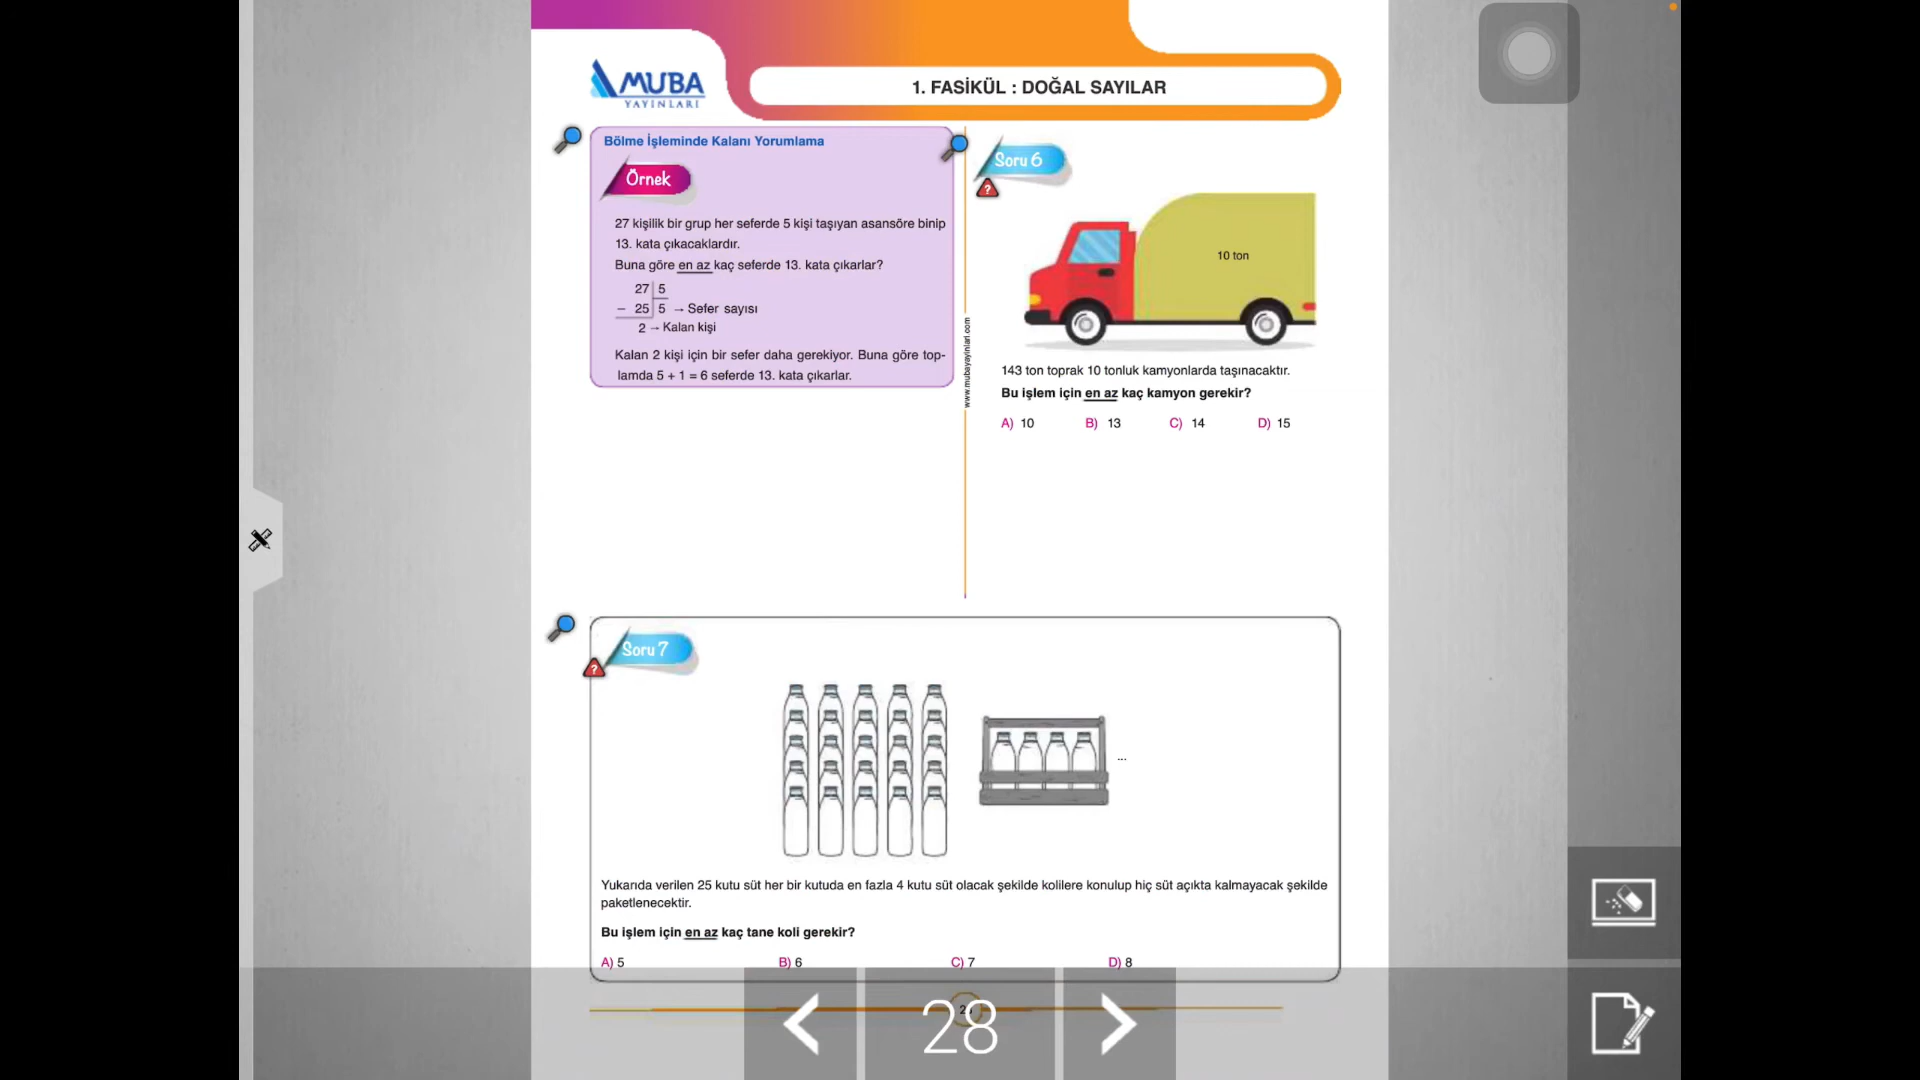 MUBA
YAYINLARI
1. FASİKÜL : DOĞAL SAYILAR
Bölme İşleminde Kalanı Yorumlama
Örnek
27 kişilik bir grup her seferde 5 kişi taşıyan asansöre binip
13. kata çıkacaklardır.
Buna göre en az kaç seferde 13. kata çıkarlar?
27 5
– 25 5 → Sefer sayısı
2 → Kalan kişi
Kalan 2 kişi için bir sefer daha gerekiyor. Buna göre top-
lamda 5 + 1 = 6 seferde 13. kata çıkarlar.
www.mubayayinlari.com
Soru 6
?
10 ton
143 ton toprak 10 tonluk kamyonlarda taşınacaktır.
Bu işlem için en az kaç kamyon gerekir?
A) 10 B) 13 C) 14 D) 15
Soru 7
?
...
Yukarıda verilen 25 kutu süt her bir kutuda en fazla 4 kutu süt olacak şekilde kolilere konulup hiç süt açıkta kalmayacak şekilde
paketlenecektir.
Bu işlem için en az kaç tane koli gerekir?
A) 5 B) 6 C) 7 D) 8
28